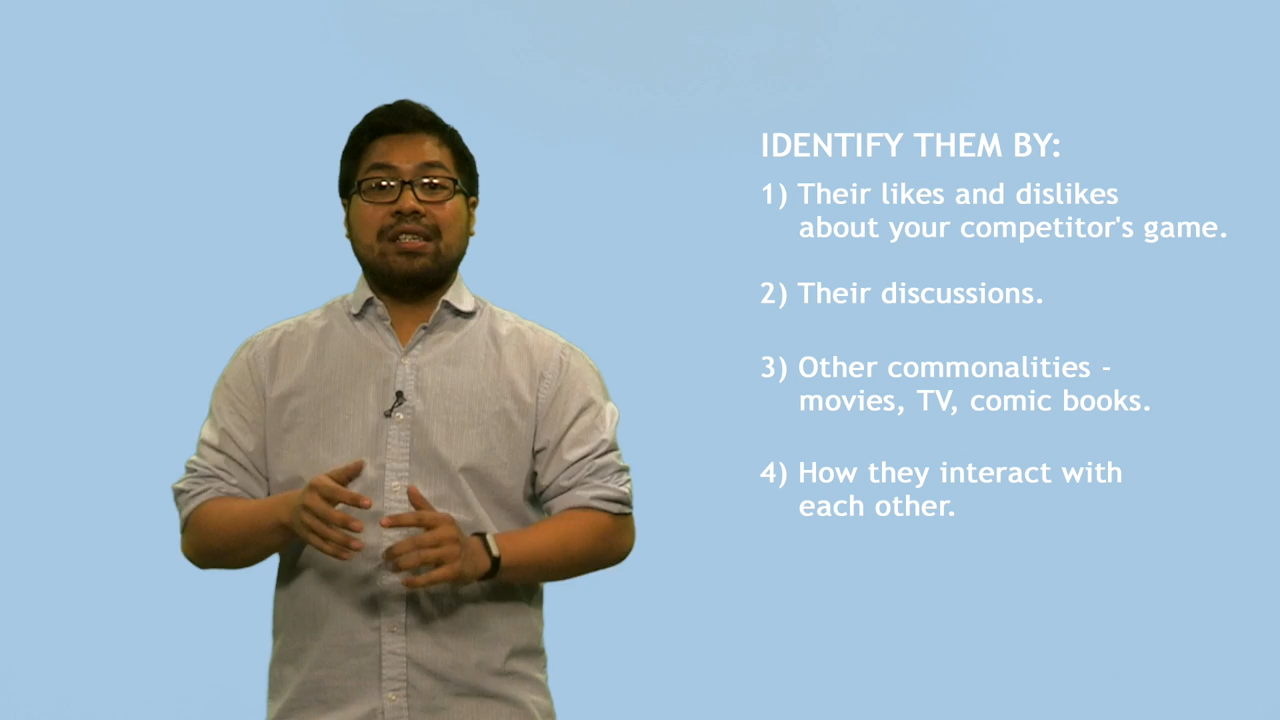 IDENTIFY THEM BY:
1) Their likes and dislikes
about your competitor's game.
2) Their discussions.
3) Other commonalities -
movies, TV, comic books.
4) How they interact with
each other.